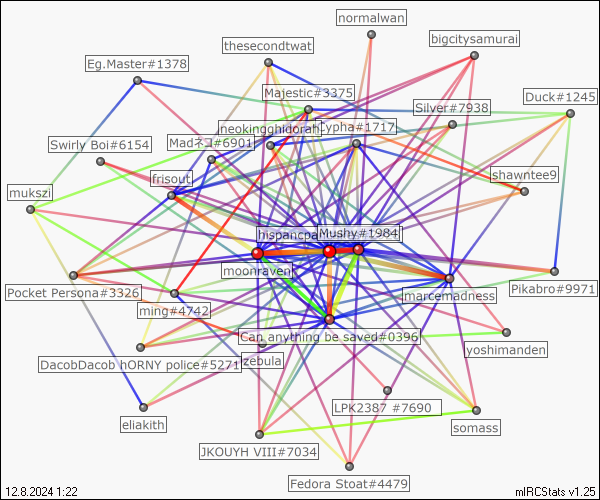 normalwan
bigcitysamurai
thesecondtwat
Eg.Master#1378
Majestic#3375
Duck#1245
Silver#7938
neokingghidorah
Cypha#1717
Swirly Boi#6154
Madネコ#6901
shawntee9
frisout
mukszi
hispancpa
Mushy#1984
moonraven
Pocket Persona#3326
marcemadness
Pikabro#9971
ming#4742
Can anything be saved#0396
yoshimanden
DacobDacob hORNY police#5271
zebula
LPK2387 #7690
eliakith
somass
JKOUYH VIII#7034
Fedora Stoat#4479
12.8.2024 1:22
mIRCStats v1.25